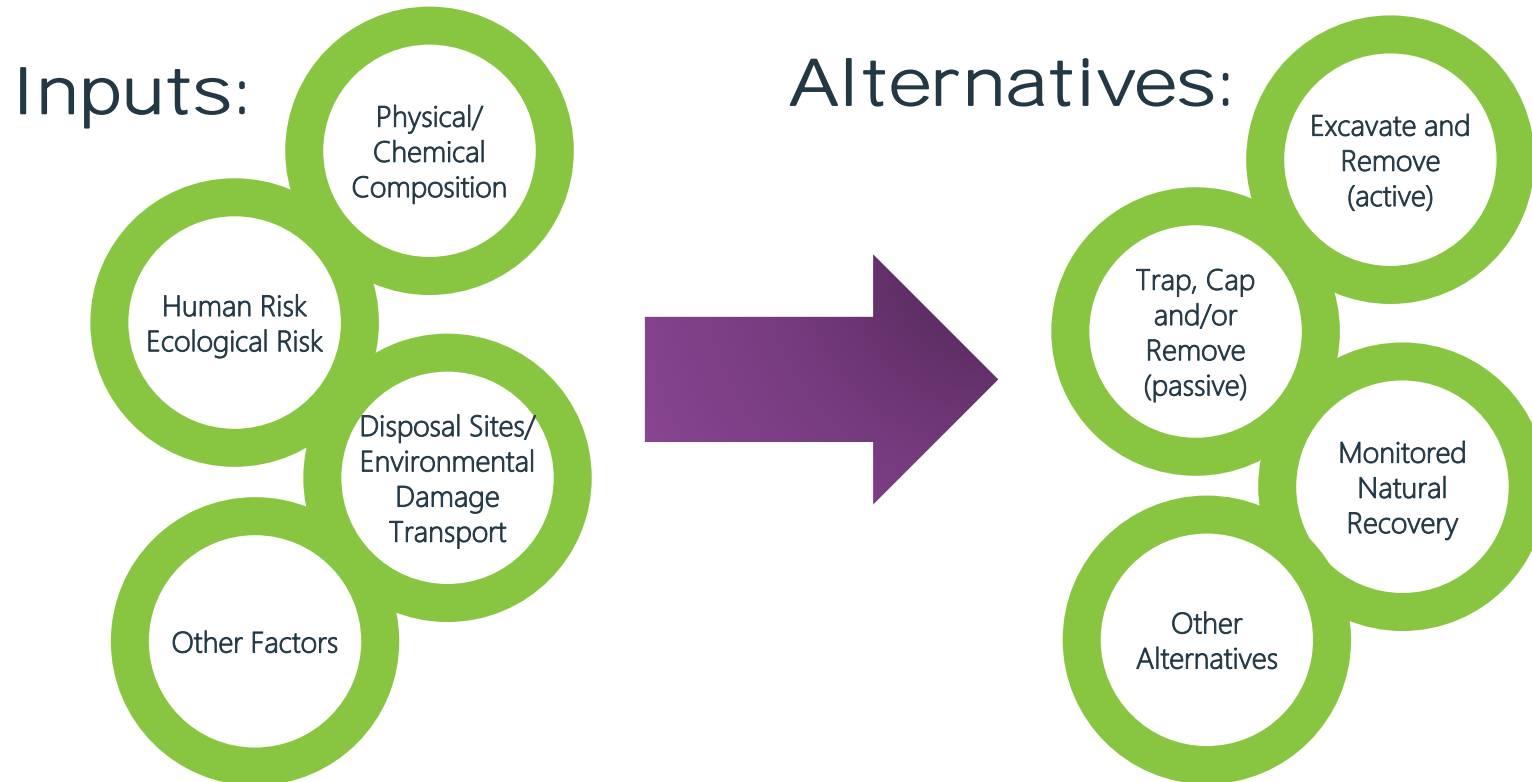 Inputs:
Physical/
Chemical
Composition
Human Risk
Ecological Risk
Disposal Sites/
Environmental
Damage
Transport
Other Factors
Alternatives:
Excavate and
Remove
(active)
Trap, Cap
and/or
Remove
(passive)
Monitored
Natural
Recovery
Other
Alternatives